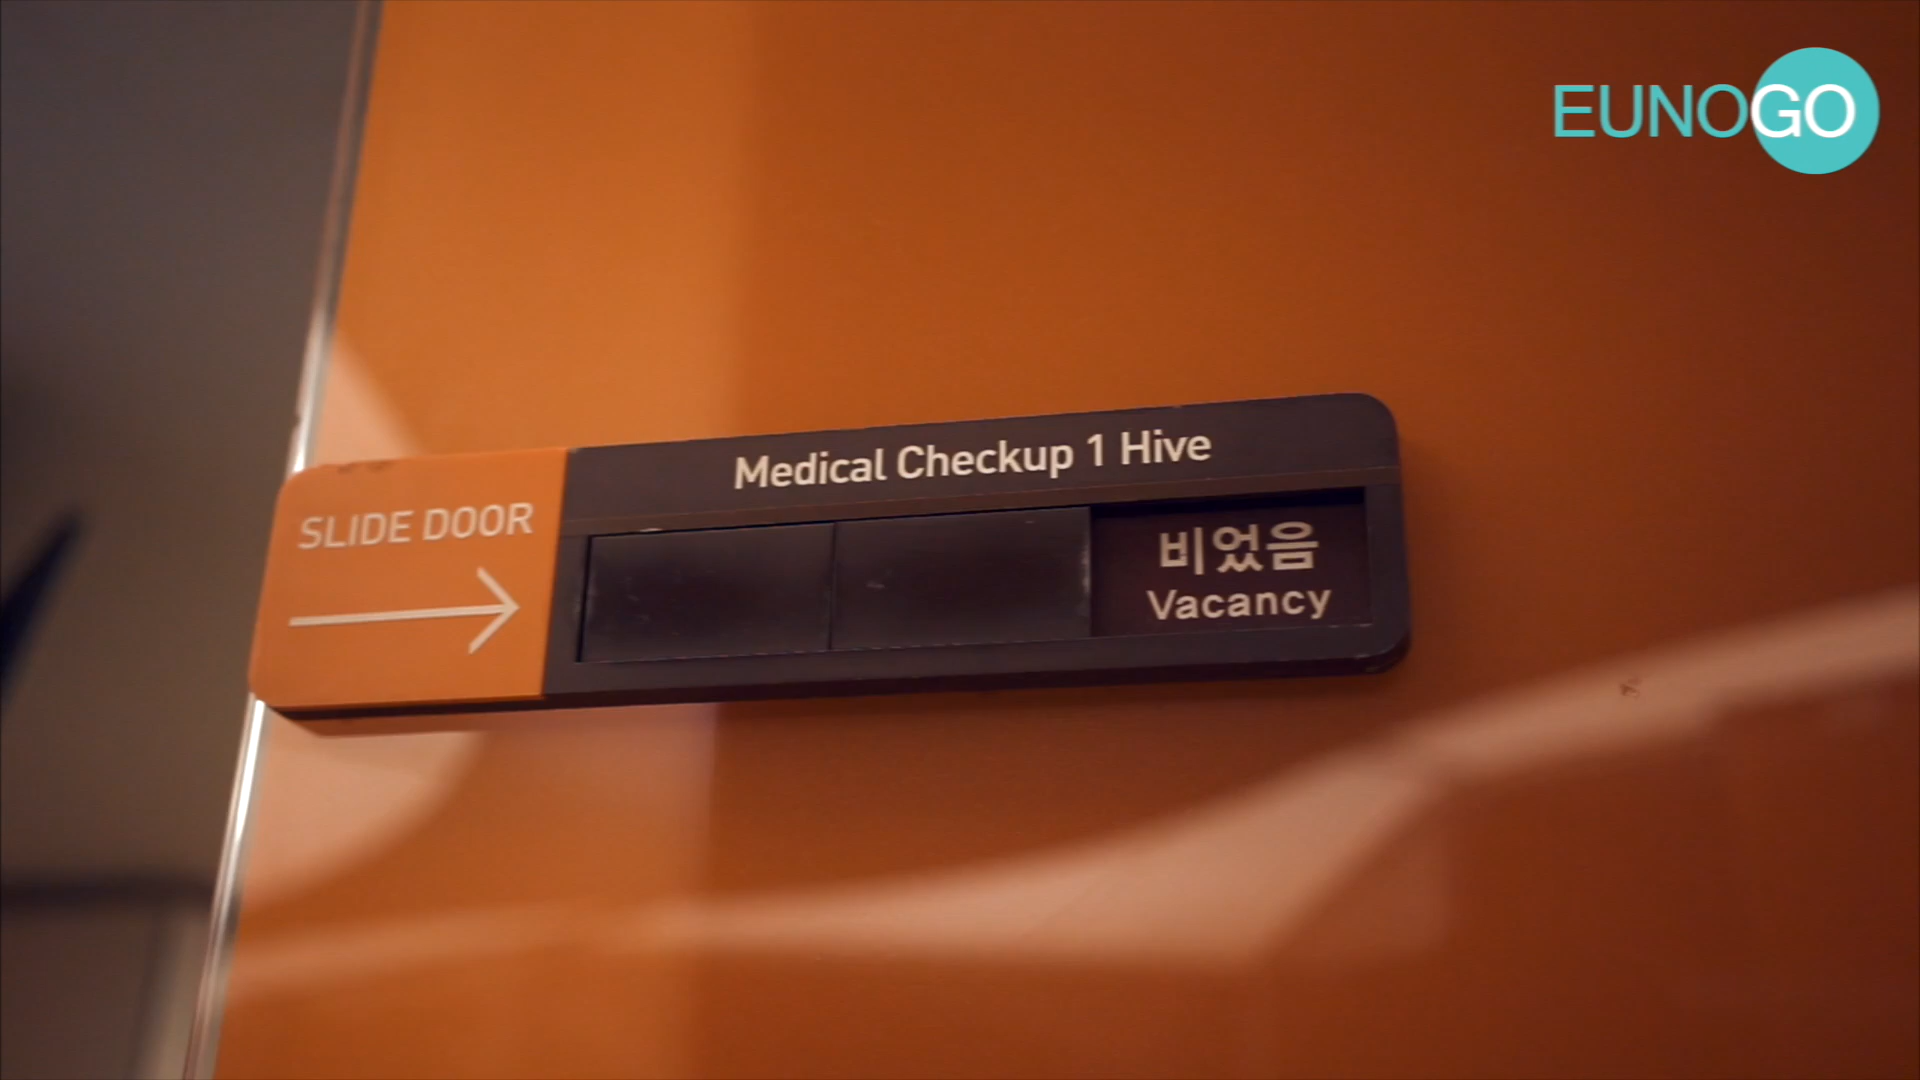 EUNOGO
Medical Checkup 1 Hive
SLIDE DOOR
비었음
Vacancy